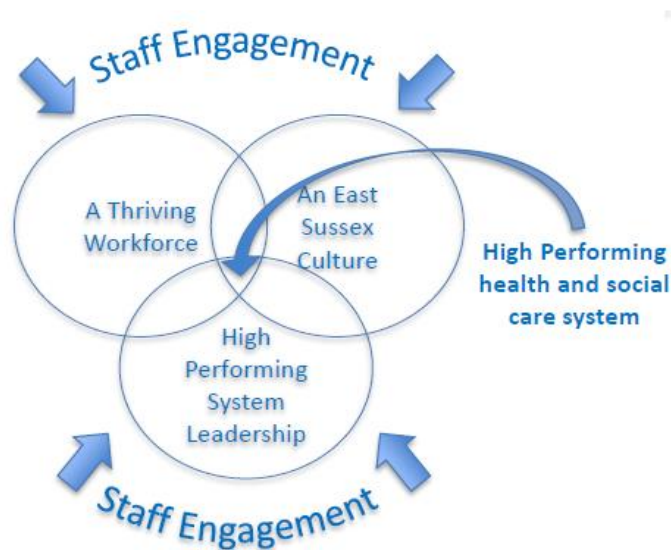 Staff Engagement
A Thriving
Workforce
An East
Sussex
Culture
High Performing
health and social
care system
High
Performing
System
Leadership
Staff Engagement